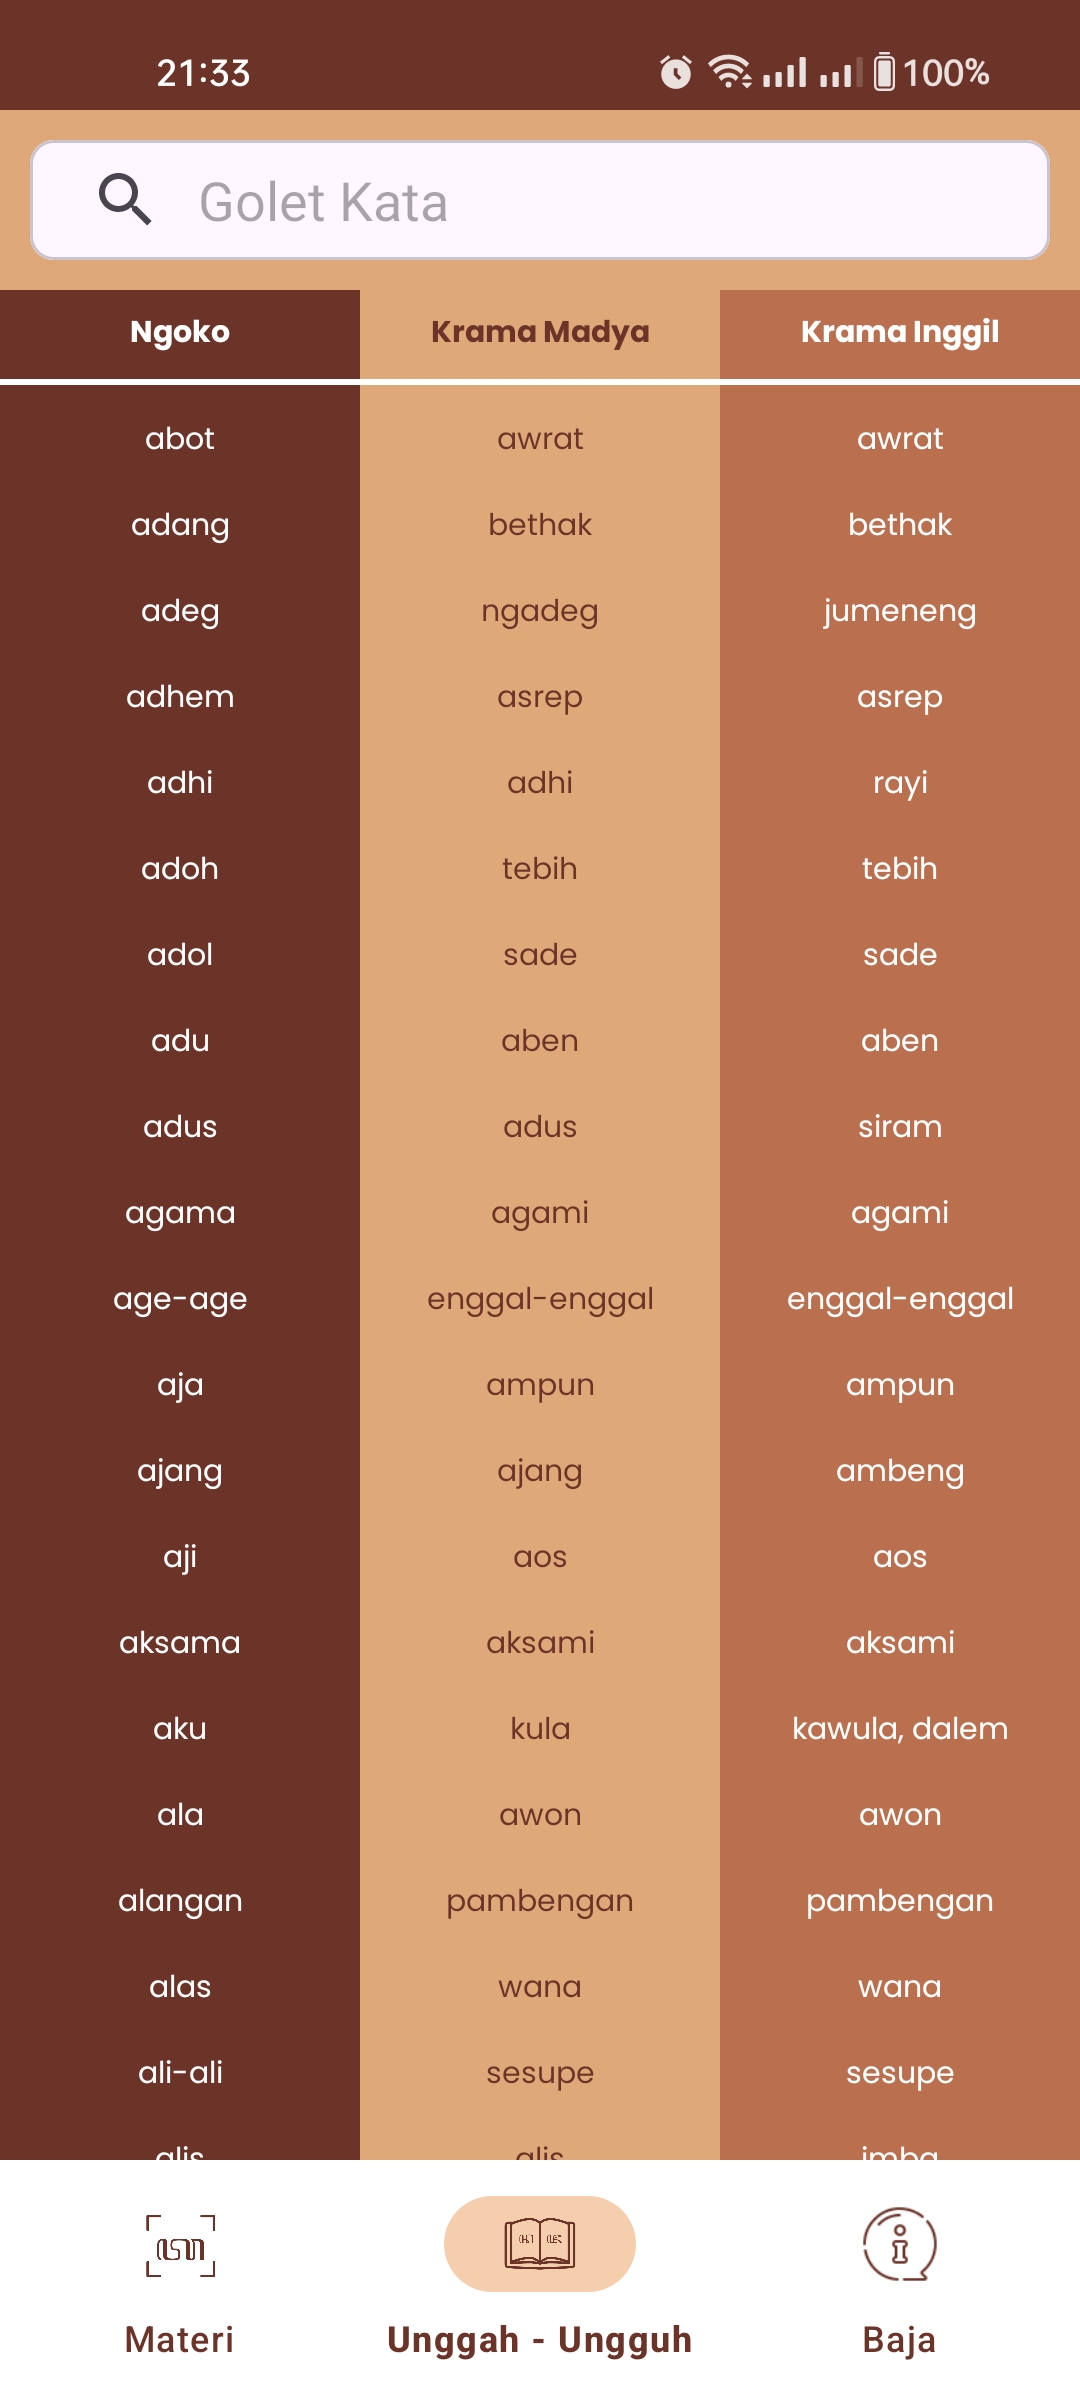 21:33 100%
Golet Kata
Ngoko Krama Madya Krama Inggil
abot awrat awrat
adang bethak bethak
adeg ngadeg jumeneng
adhem asrep asrep
adhi adhi rayi
adoh tebih tebih
adol sade sade
adu aben aben
adus adus siram
agama agami agami
age-age enggal-enggal enggal-enggal
aja ampun ampun
ajang ajang ambeng
aji aos aos
aksama aksami aksami
aku kula kawula, dalem
ala awon awon
alangan pambengan pambengan
alas wana wana
ali-ali sesupe sesupe
alis alis imba
Materi Unggah - Ungguh Baja